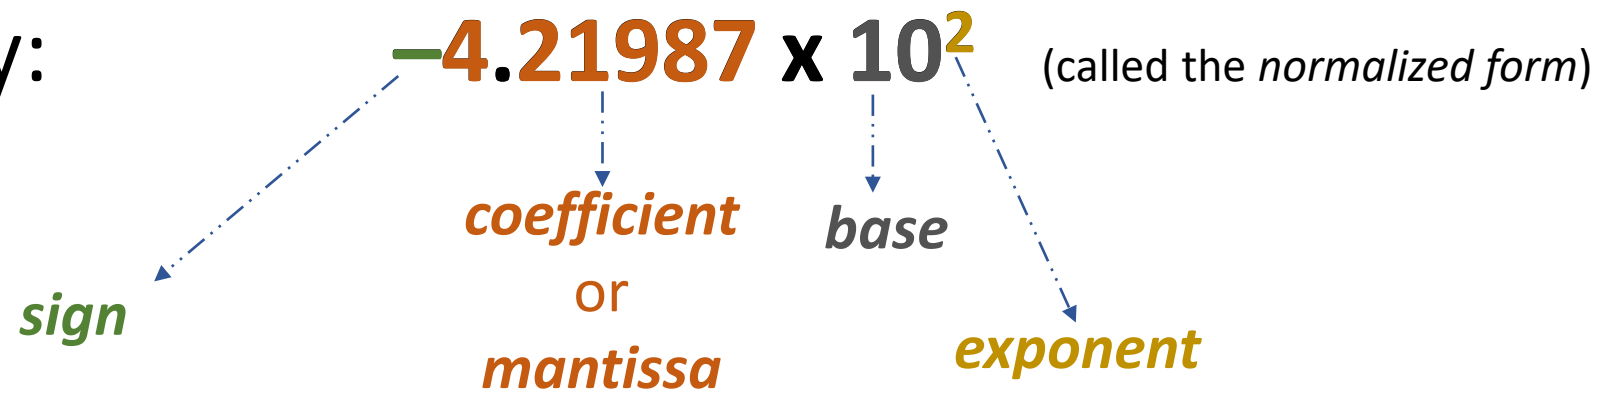 y: –4.21987 x 10² (called the normalized form)
coefficient
base
or
sign
mantissa
exponent